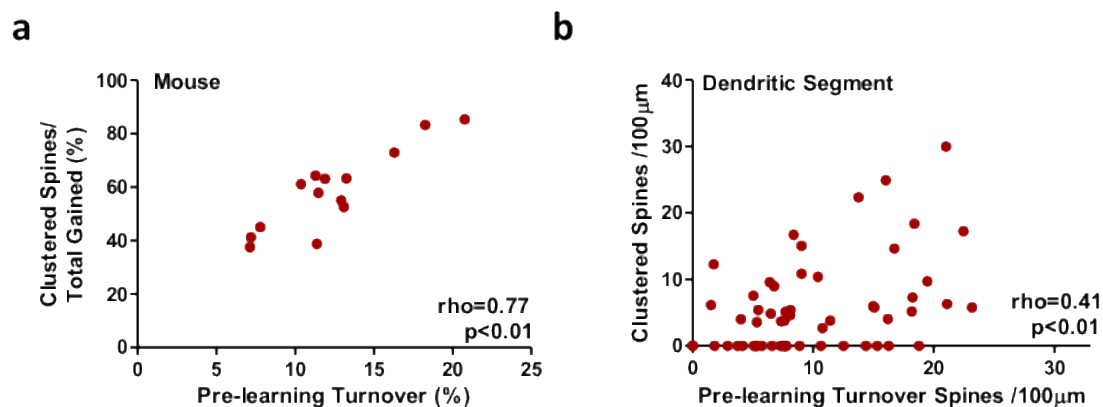 a
Mouse
Clustered Spines/
Total Gained (%)
100
80
60
40
20
0
rho=0.77
p<0.01
0 5 10 15 20 25
Pre-learning Turnover (%)
b
Dendritic Segment
Clustered Spines /100µm
40
30
20
10
0
rho=0.41
p<0.01
0 10 20 30
Pre-learning Turnover Spines /100µm